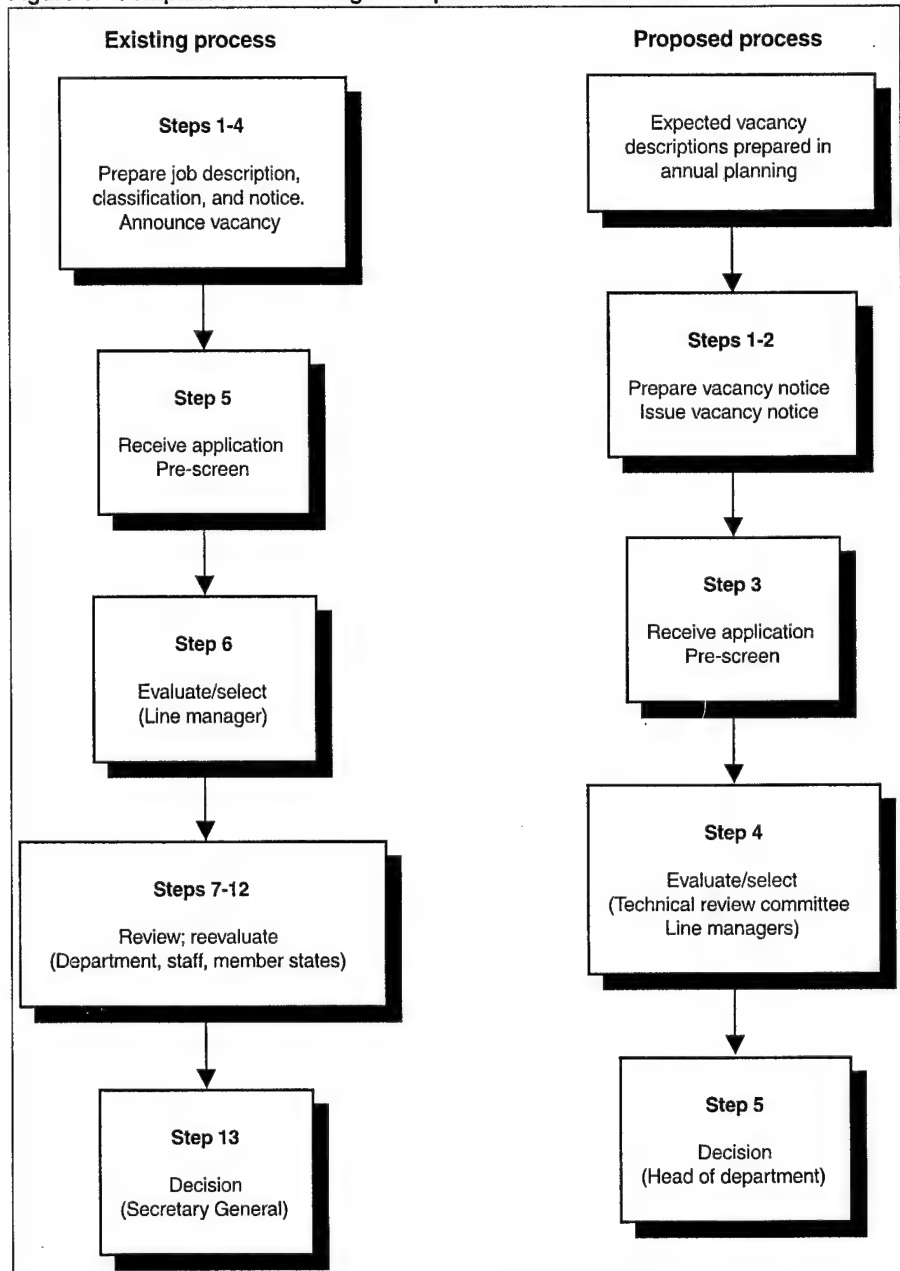 Existing process
Steps 1-4
Prepare job description,
classification, and notice.
Announce vacancy
Step 5
Receive application
Pre-screen
Step 6
Evaluate/select
(Line manager)
Steps 7-12
Review; reevaluate
(Department, staff, member states)
Step 13
Decision
(Secretary General)
Proposed process
Expected vacancy
descriptions prepared in
annual planning
Steps 1-2
Prepare vacancy notice
Issue vacancy notice
Step 3
Receive application
Pre-screen
Step 4
Evaluate/select
(Technical review committee
Line managers)
Step 5
Decision
(Head of department)